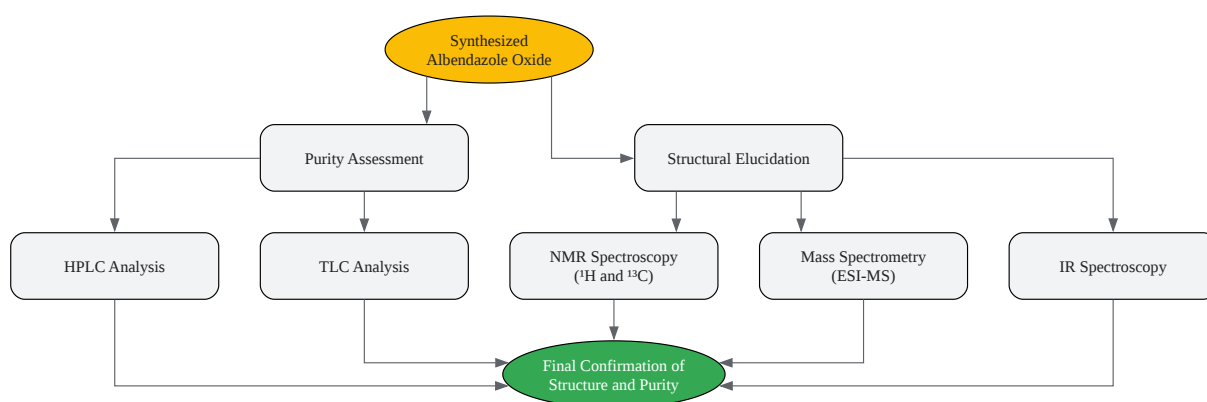 Synthesized
Albendazole Oxide
Purity Assessment
Structural Elucidation
HPLC Analysis
TLC Analysis
NMR Spectroscopy
(¹H and ¹³C)
Mass Spectrometry
(ESI-MS)
IR Spectroscopy
Final Confirmation of
Structure and Purity